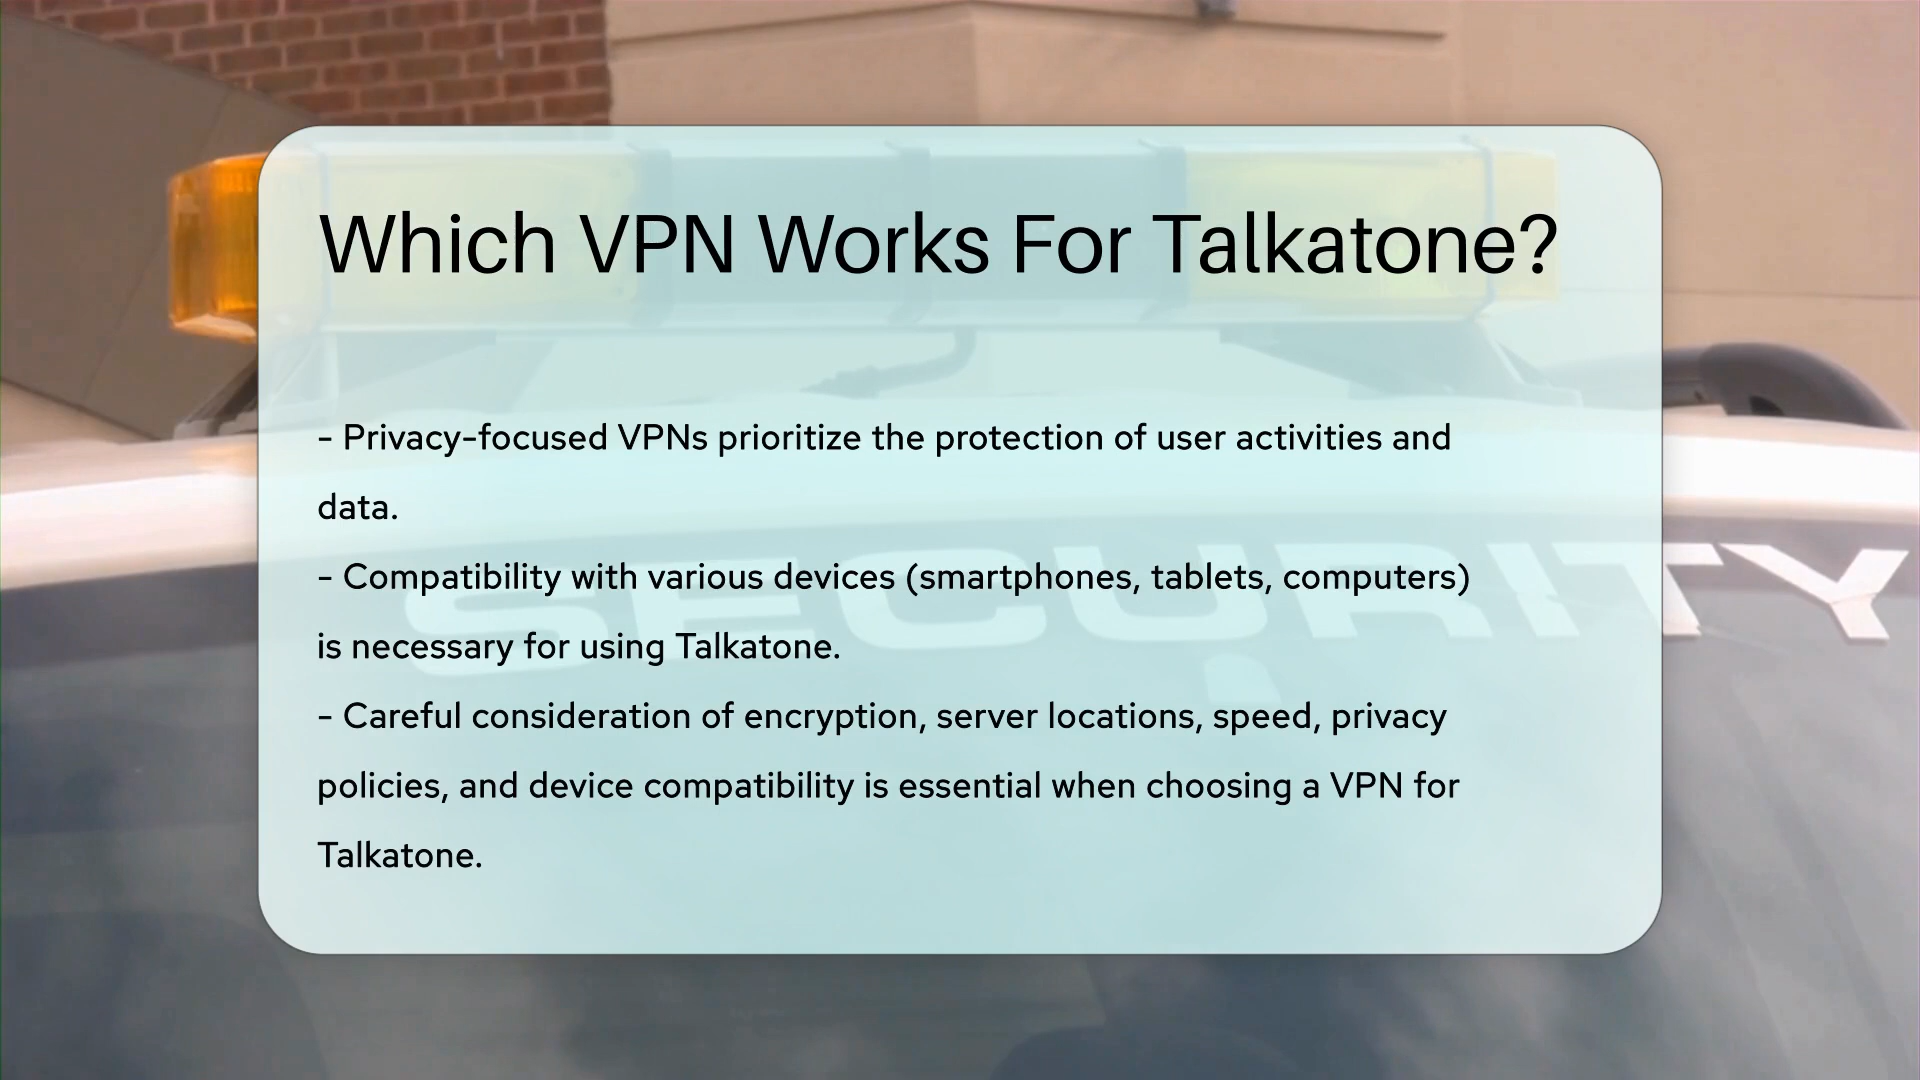 Which VPN Works For Talkatone?
- Privacy-focused VPNs prioritize the protection of user activities and
data.
- Compatibility with various devices (smartphones, tablets, computers)
is necessary for using Talkatone.
- Careful consideration of encryption, server locations, speed, privacy
policies, and device compatibility is essential when choosing a VPN for
Talkatone.
SECURITY